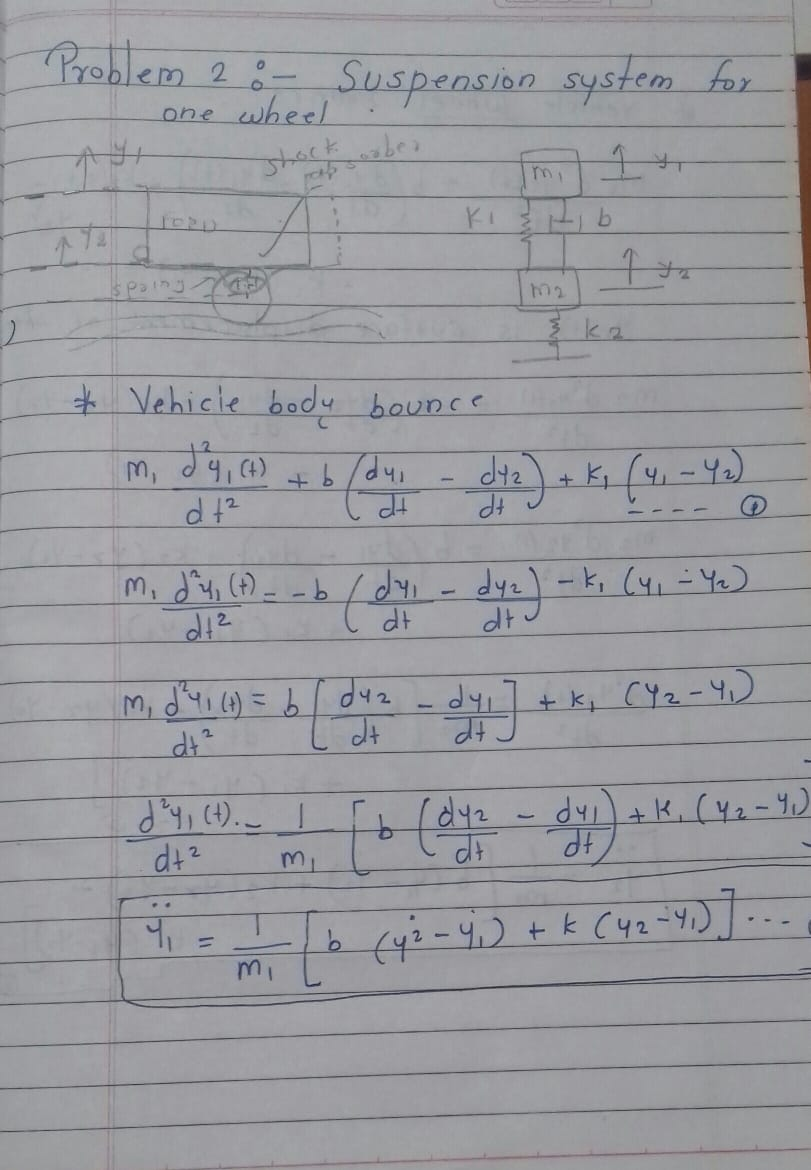 Problem 2 :- Suspension system for
one wheel .
y₁
shock
absorber
y₂
spoing
m₁ y₁
K₁ b
m₂ y₂
K₂
* Vehicle body bounce
m₁ d²y₁(t)/dt² + b (dy₁/dt - dy₂/dt) + K₁ (y₁ - y₂)
---- ①
m₁ d²y₁(t)/dt² = -b (dy₁/dt - dy₂/dt) - K₁ (y₁ - y₂)
m₁ d²y₁(t)/dt² = b [dy₂/dt - dy₁/dt] + K₁ (y₂ - y₁)
d²y₁(t)./dt² = 1/m₁ [b (dy₂/dt - dy₁/dt) + K₁ (y₂ - y₁)
ÿ₁ = 1/m₁ [b (ẏ2 - ẏ₁) + k (y₂ - y₁)] ...